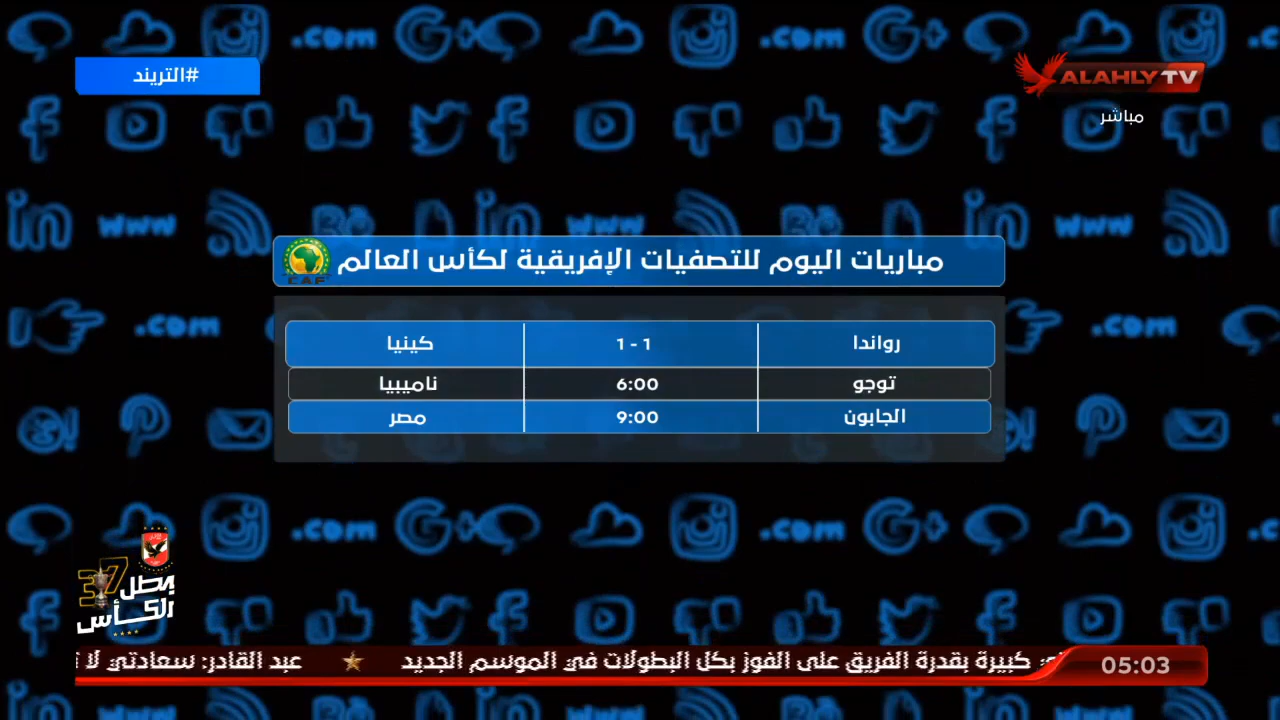 #التريند
ALAHLY TV
مباشر
مباريات اليوم للتصفيات الإفريقية لكأس العالم
CAF
رواندا 1 - 1 كينيا
توجو 6:00 ناميبيا
الجابون 9:00 مصر
37
بطل
الكأس
05:03
كبيرة بقدرة الفريق على الفوز بكل البطولات في الموسم الجديد ★ عبد القادر: سعادتي لا